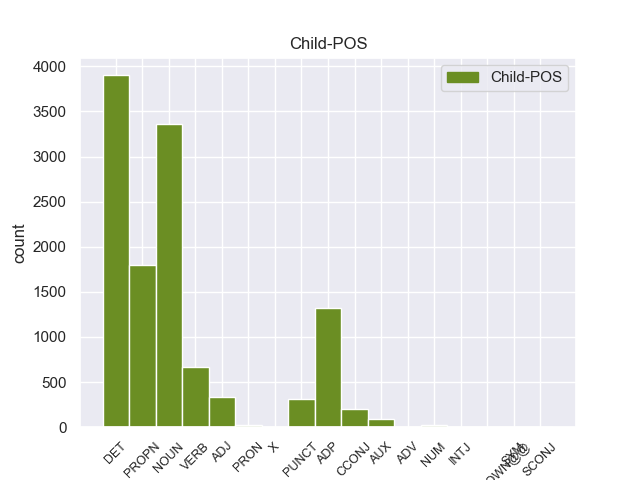 Child-POS
Child-POS
count
4000
3500
3000
2500
2000
1500
1000
500
0
DET
PROPN
NOUN
VERB
ADJ
PRON
X
PUNCT
ADP
CCONJ
AUX
ADV
NUM
INTJ
SYM
SCONJ